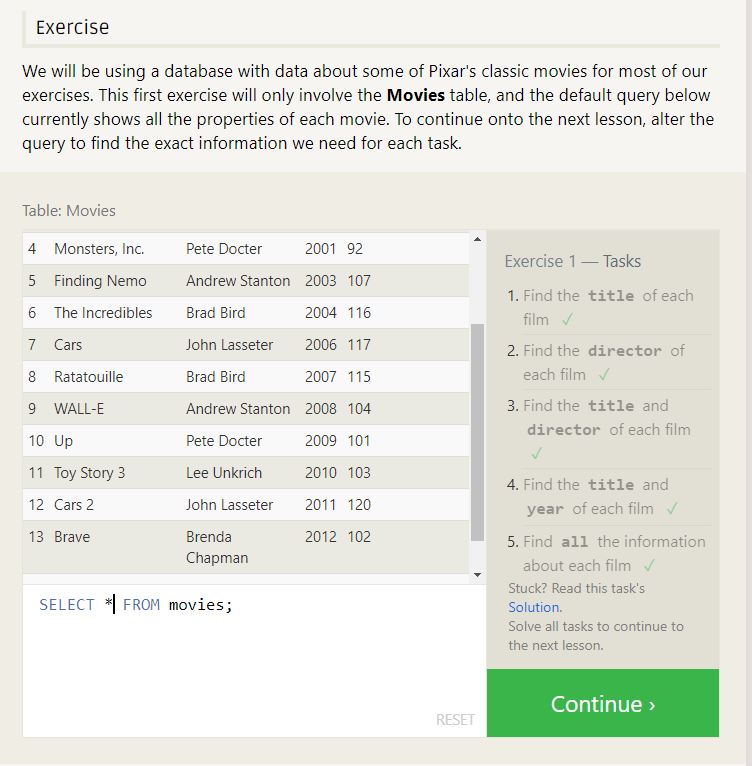 Exercise
We will be using a database with data about some of Pixar's classic movies for most of our
exercises. This first exercise will only involve the Movies table, and the default query below
currently shows all the properties of each movie. To continue onto the next lesson, alter the
query to find the exact information we need for each task.
Table: Movies
4 Monsters, Inc. Pete Docter 2001 92
5 Finding Nemo Andrew Stanton 2003 107
6 The Incredibles Brad Bird 2004 116
7 Cars John Lasseter 2006 117
8 Ratatouille Brad Bird 2007 115
9 WALL-E Andrew Stanton 2008 104
10 Up Pete Docter 2009 101
11 Toy Story 3 Lee Unkrich 2010 103
12 Cars 2 John Lasseter 2011 120
13 Brave Brenda 2012 102
Chapman
SELECT * FROM movies;
RESET
Exercise 1 — Tasks
1. Find the title of each
film ✓
2. Find the director of
each film ✓
3. Find the title and
director of each film
✓
4. Find the title and
year of each film ✓
5. Find all the information
about each film ✓
Stuck? Read this task's
Solution.
Solve all tasks to continue to
the next lesson.
Continue ›